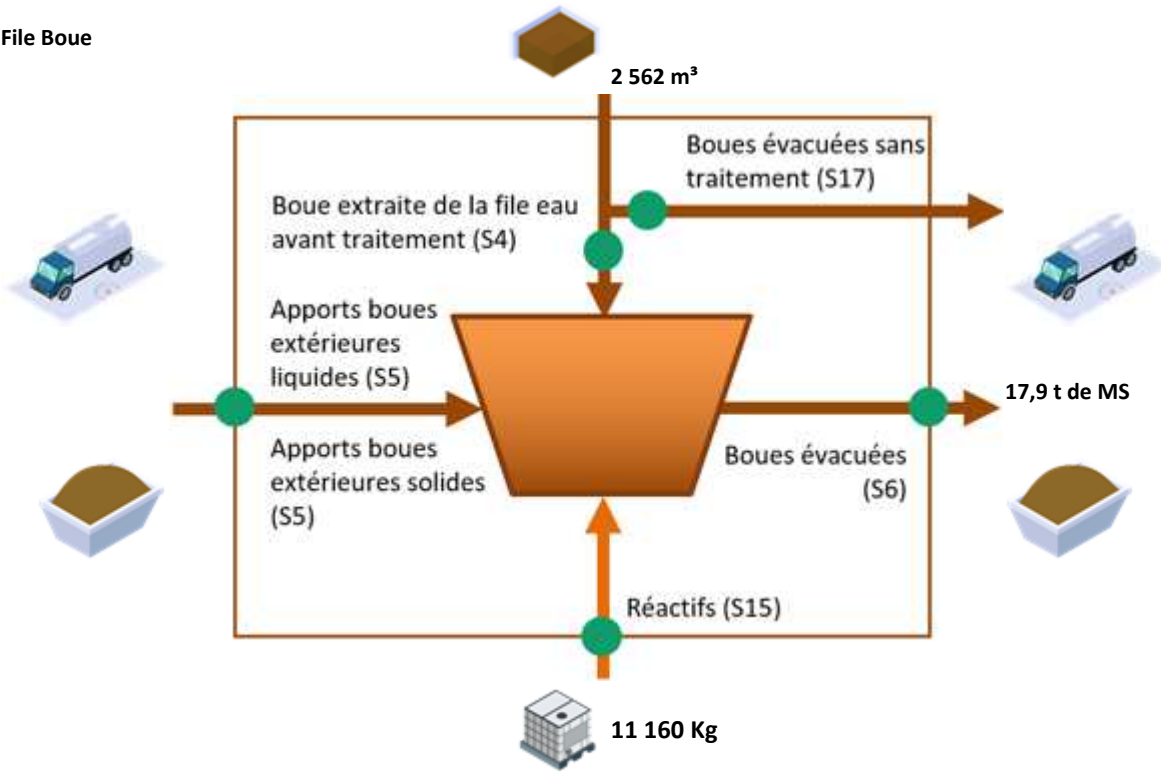 File Boue
2 562 m³
Boues évacuées sans
traitement (S17)
Boue extraite de la file eau
avant traitement (S4)
Apports boues
extérieures
liquides (S5)
17,9 t de MS
Apports boues
extérieures solides
(S5)
Boues évacuées
(S6)
Réactifs (S15)
11 160 Kg